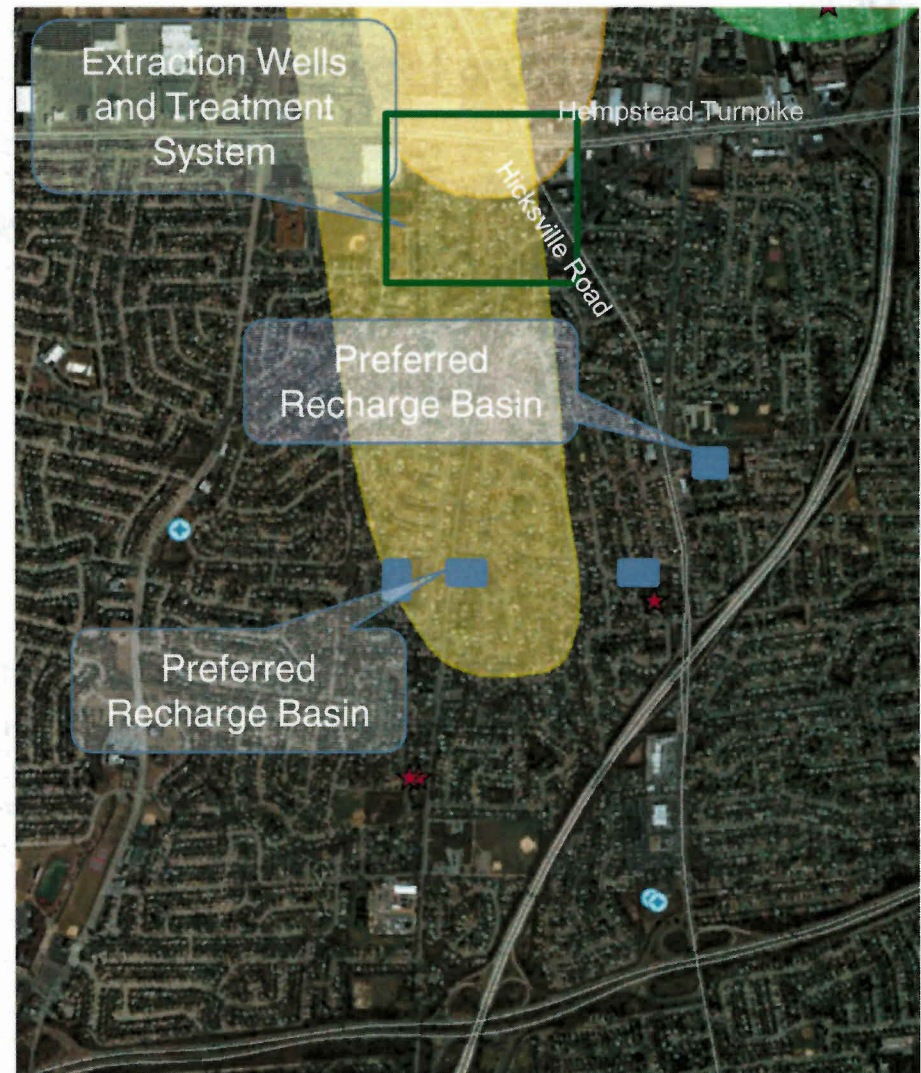 Extraction Wells
and Treatment
System
Hempstead Turnpike
Hicksville Road
Preferred
Recharge Basin
Preferred
Recharge Basin